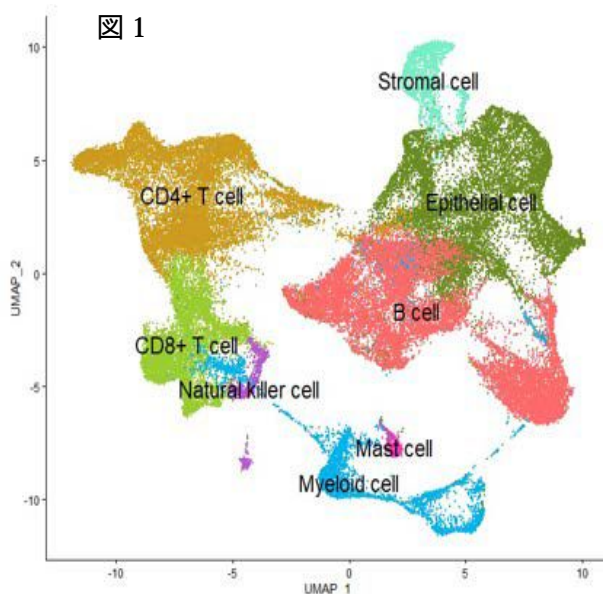 図 1
10
Stromal cell
5
CD4+ T cell
Epithelial cell
UMAP_2
0
B cell
CD8+ T cell
-5
Natural killer cell
Mast cell
Myeloid cell
-10
-10
-5
0
5
10
UMAP_1